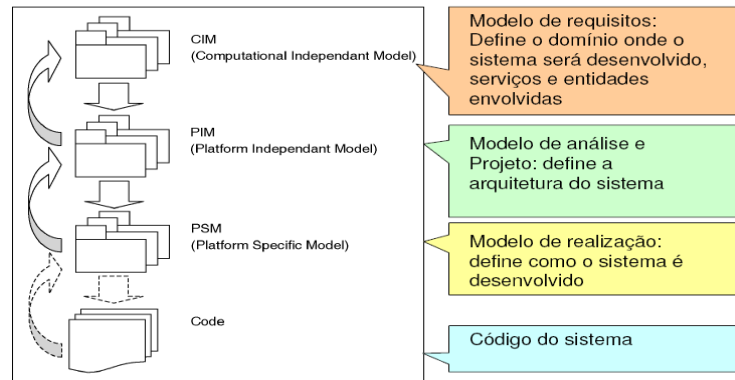 CIM
(Computational Independant Model)
Modelo de requisitos:
Define o domínio onde o
sistema será desenvolvido,
serviços e entidades
envolvidas
PIM
(Platform Independant Model)
Modelo de análise e
Projeto: define a
arquitetura do sistema
PSM
(Platform Specific Model)
Modelo de realização:
define como o sistema é
desenvolvido
Code
Código do sistema